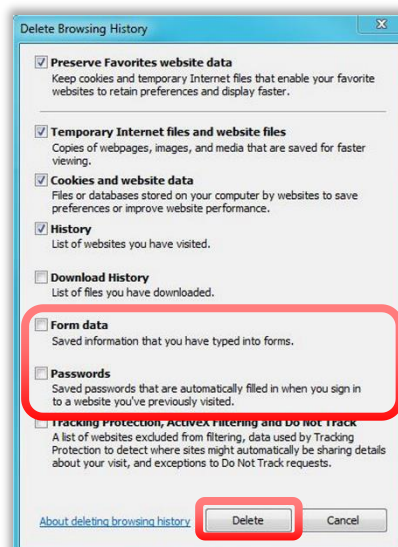 Delete Browsing History
Preserve Favorites website data
Keep cookies and temporary Internet files that enable your favorite
websites to retain preferences and display faster.
Temporary Internet files and website files
Copies of webpages, images, and media that are saved for faster
viewing.
Cookies and website data
Files or databases stored on your computer by websites to save
preferences or improve website performance.
History
List of websites you have visited.
Download History
List of files you have downloaded.
Form data
Saved information that you have typed into forms.
Passwords
Saved passwords that are automatically filled in when you sign in
to a website you've previously visited.
Tracking Protection, ActiveX Filtering and Do Not Track
A list of websites excluded from filtering, data used by Tracking
Protection to detect where sites might automatically be sharing details
about your visit, and exceptions to Do Not Track requests.
About deleting browsing history Delete Cancel